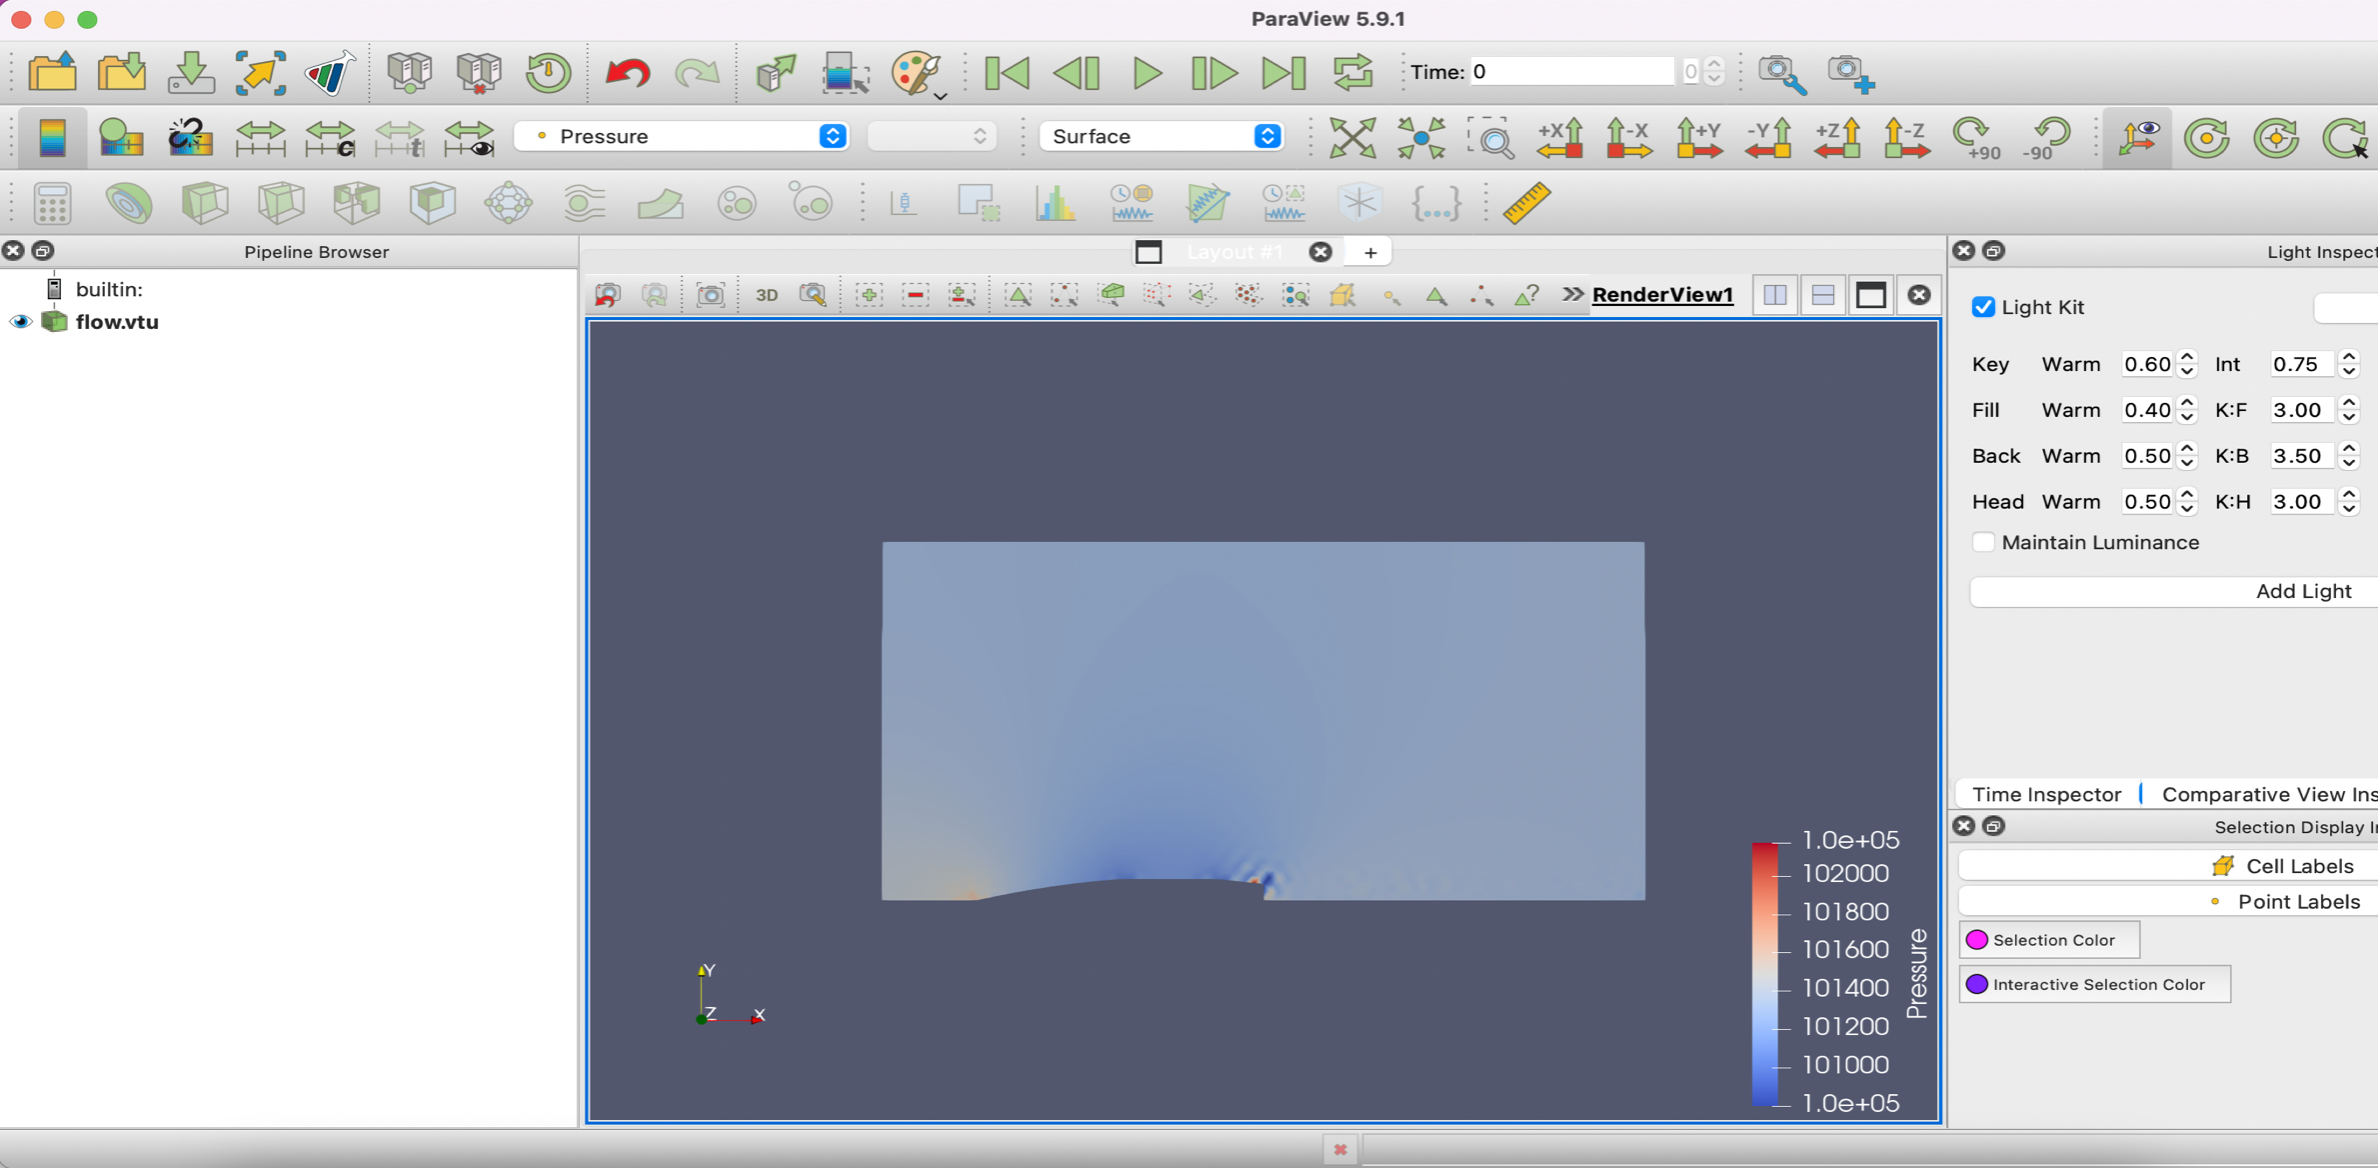 ParaView 5.9.1
Time: 0
0
Pressure
Surface
+X
-X
+Y
-Y
+Z
-Z
+90
-90
Pipeline Browser
builtin:
flow.vtu
Layout #1
+
3D
RenderView1
Y
Z
X
1.0e+05
102000
101800
101600
101400
101200
101000
1.0e+05
Pressure
Light Inspect
Light Kit
Key Warm 0.60 Int 0.75
Fill Warm 0.40 K:F 3.00
Back Warm 0.50 K:B 3.50
Head Warm 0.50 K:H 3.00
Maintain Luminance
Add Light
Time Inspector Comparative View Ins
Selection Display I
Cell Labels
Point Labels
Selection Color
Interactive Selection Color